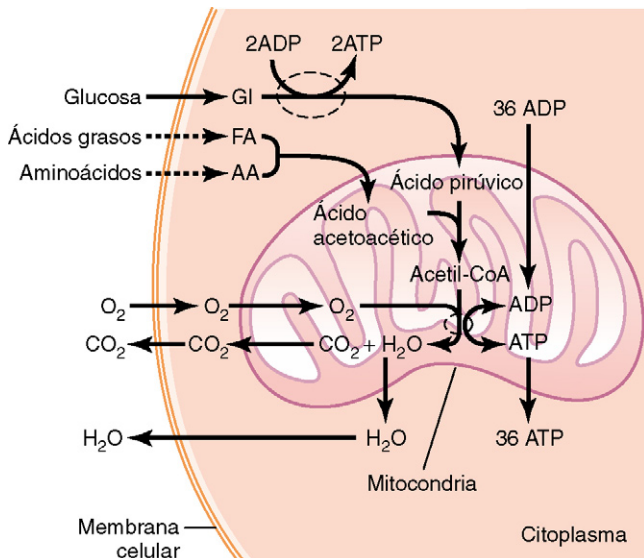 2ADP 2ATP
Glucosa Gl 36 ADP
Ácidos grasos FA
Aminoácidos AA Ácido pirúvico
Ácido
acetoacético
Acetil-CoA
O₂ O₂ O₂ ADP
CO₂ CO₂ CO₂ + H₂O ATP
H₂O H₂O 36 ATP
Mitocondria
Membrana
celular
Citoplasma